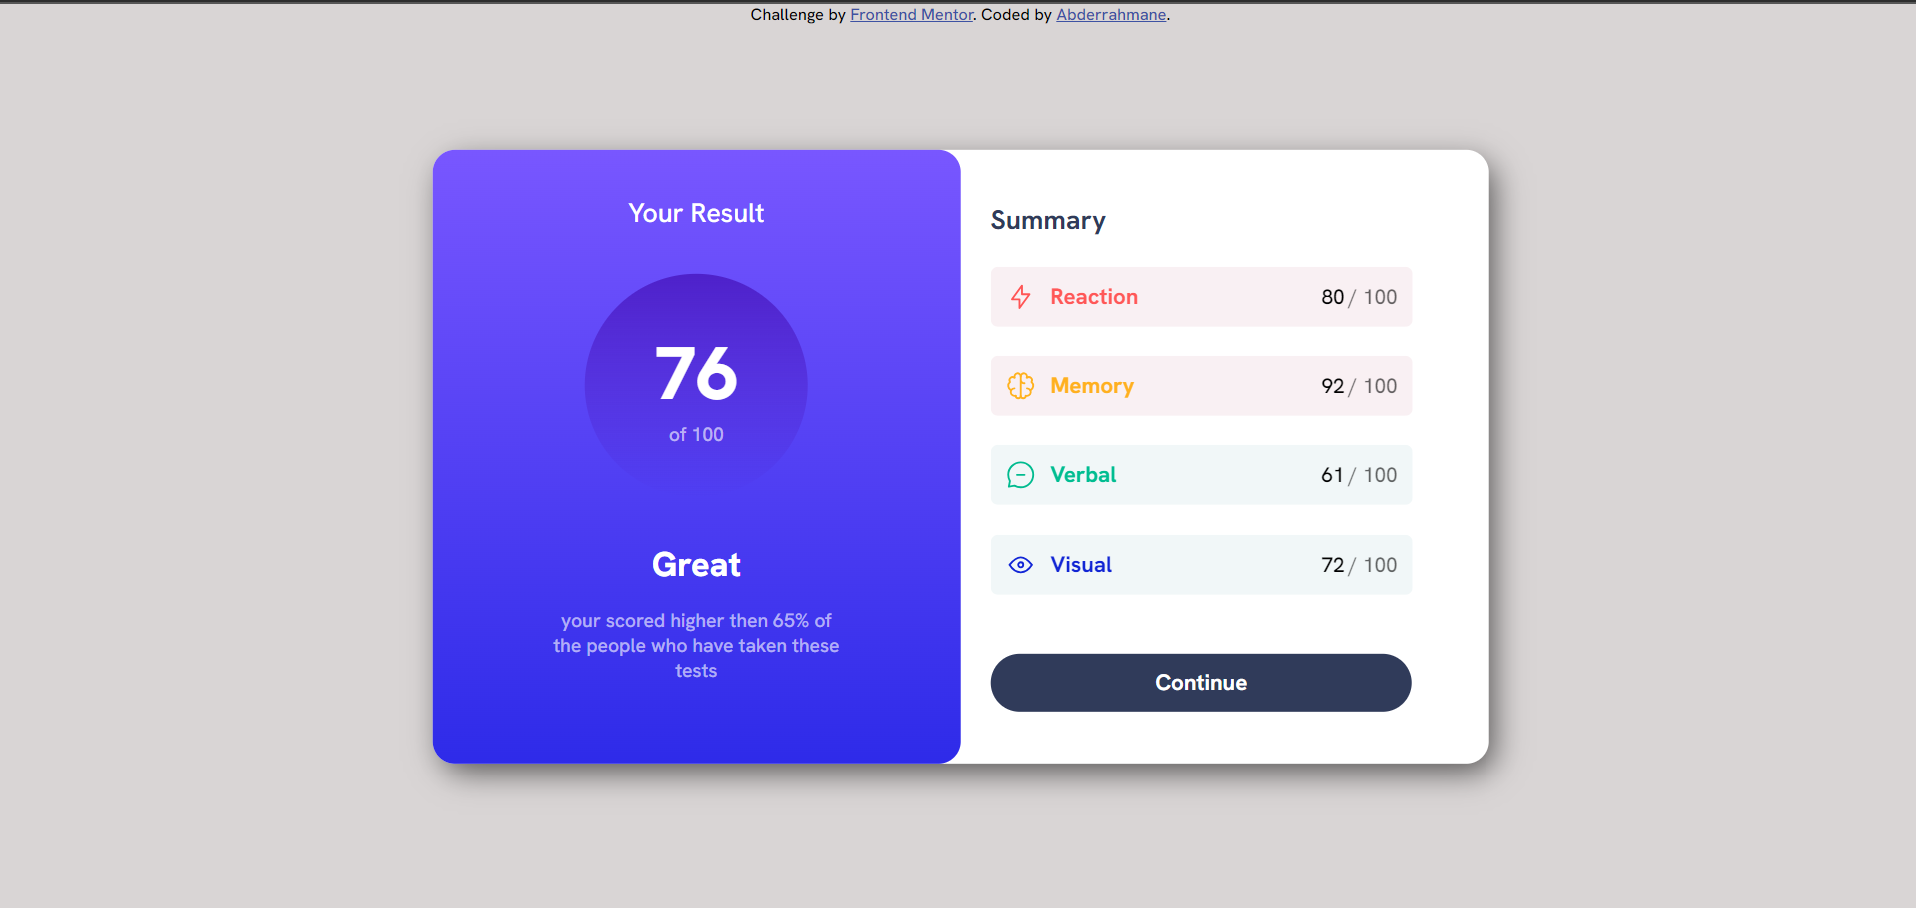 Challenge by Frontend Mentor. Coded by Abderrahmane.
Your Result
76
of 100
Great
your scored higher then 65% of
the people who have taken these
tests
Summary
Reaction 80 / 100
Memory 92 / 100
Verbal 61 / 100
Visual 72 / 100
Continue